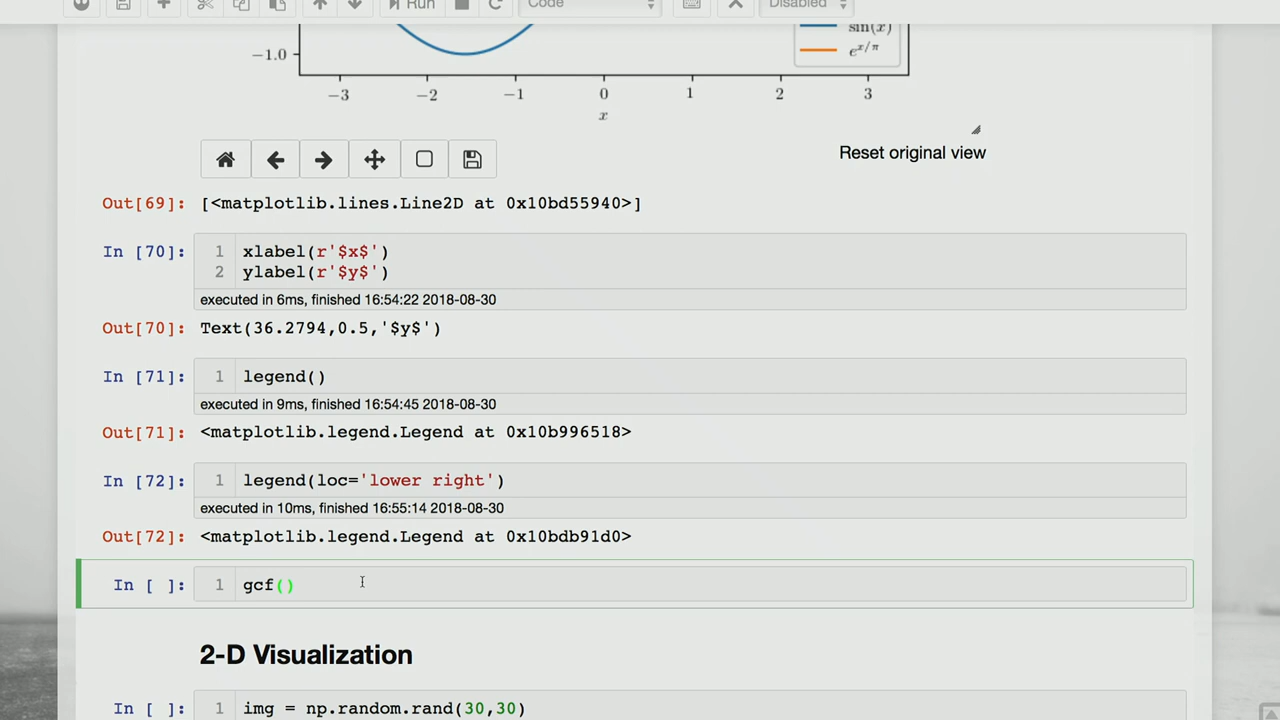 Run
Code
Disabled
sin(x)
−1.0
e^{x/π}
−3 −2 −1 0 1 2 3
x
Reset original view
Out[69]: [<matplotlib.lines.Line2D at 0x10bd55940>]
In [70]: 1 xlabel(r'$x$')
2 ylabel(r'$y$')
executed in 6ms, finished 16:54:22 2018-08-30
Out[70]: Text(36.2794,0.5,'$y$')
In [71]: 1 legend()
executed in 9ms, finished 16:54:45 2018-08-30
Out[71]: <matplotlib.legend.Legend at 0x10b996518>
In [72]: 1 legend(loc='lower right')
executed in 10ms, finished 16:55:14 2018-08-30
Out[72]: <matplotlib.legend.Legend at 0x10bdb91d0>
In [ ]: 1 gcf()
2-D Visualization
In [ ]: 1 img = np.random.rand(30,30)